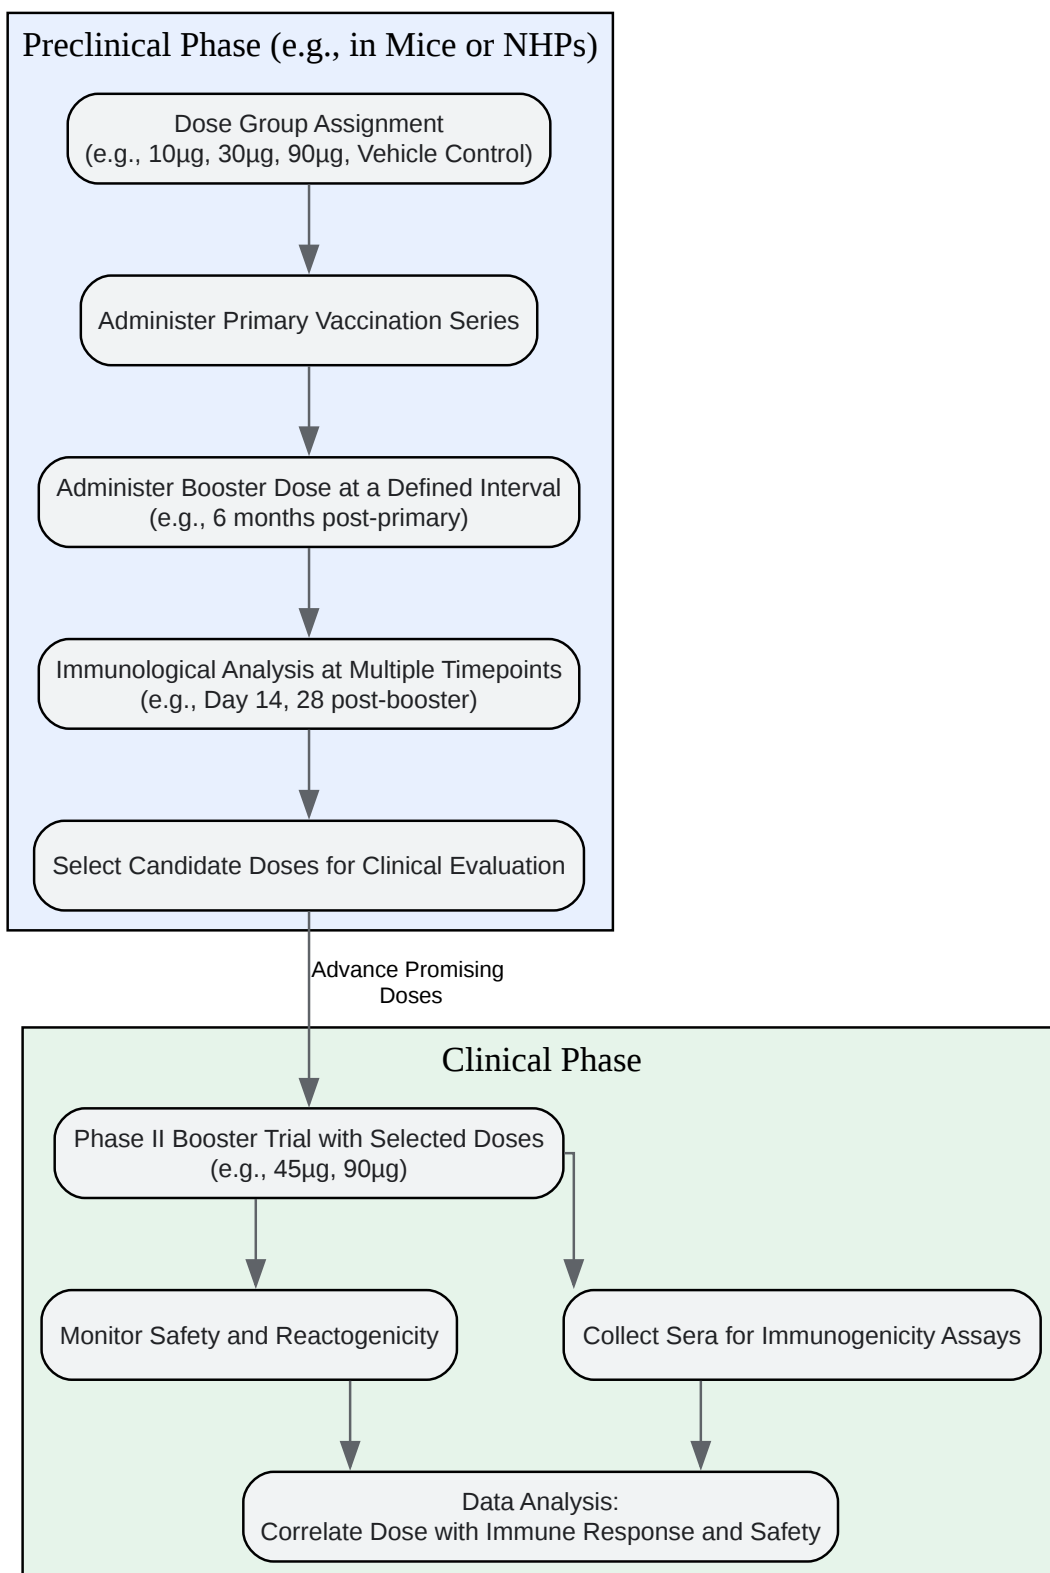 Preclinical Phase (e.g., in Mice or NHPs)
Dose Group Assignment
(e.g., 10µg, 30µg, 90µg, Vehicle Control)
Administer Primary Vaccination Series
Administer Booster Dose at a Defined Interval
(e.g., 6 months post-primary)
Immunological Analysis at Multiple Timepoints
(e.g., Day 14, 28 post-booster)
Select Candidate Doses for Clinical Evaluation
Advance Promising
Doses
Clinical Phase
Phase II Booster Trial with Selected Doses
(e.g., 45µg, 90µg)
Monitor Safety and Reactogenicity
Collect Sera for Immunogenicity Assays
Data Analysis:
Correlate Dose with Immune Response and Safety